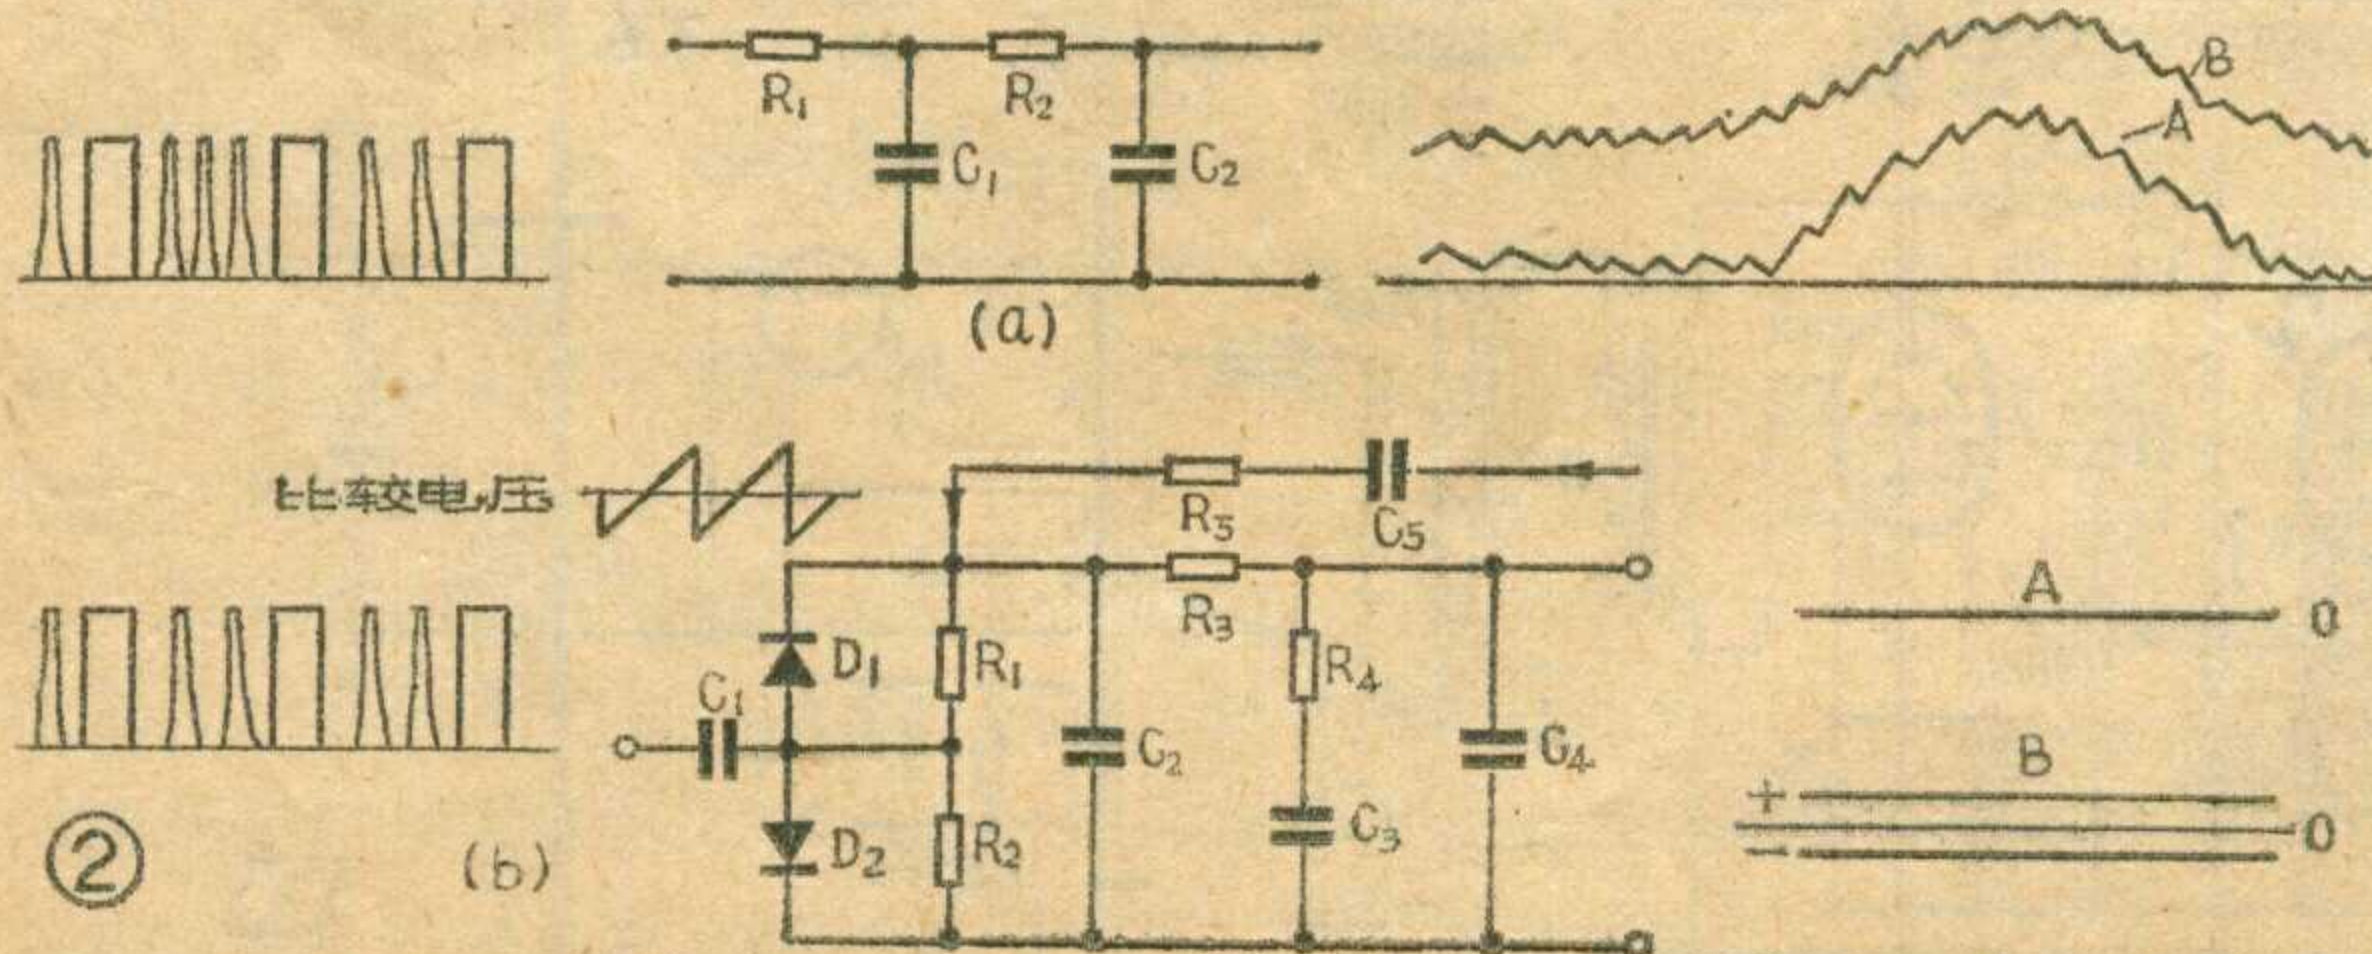 R₁
R₂
C₁
C₂
B
A
(a)
比较电压
R₅
C₅
R₃
A
0
D₁
R₁
R₄
C₁
C₂
C₄
B
+
0
−
C₃
D₂
R₂
②
(b)